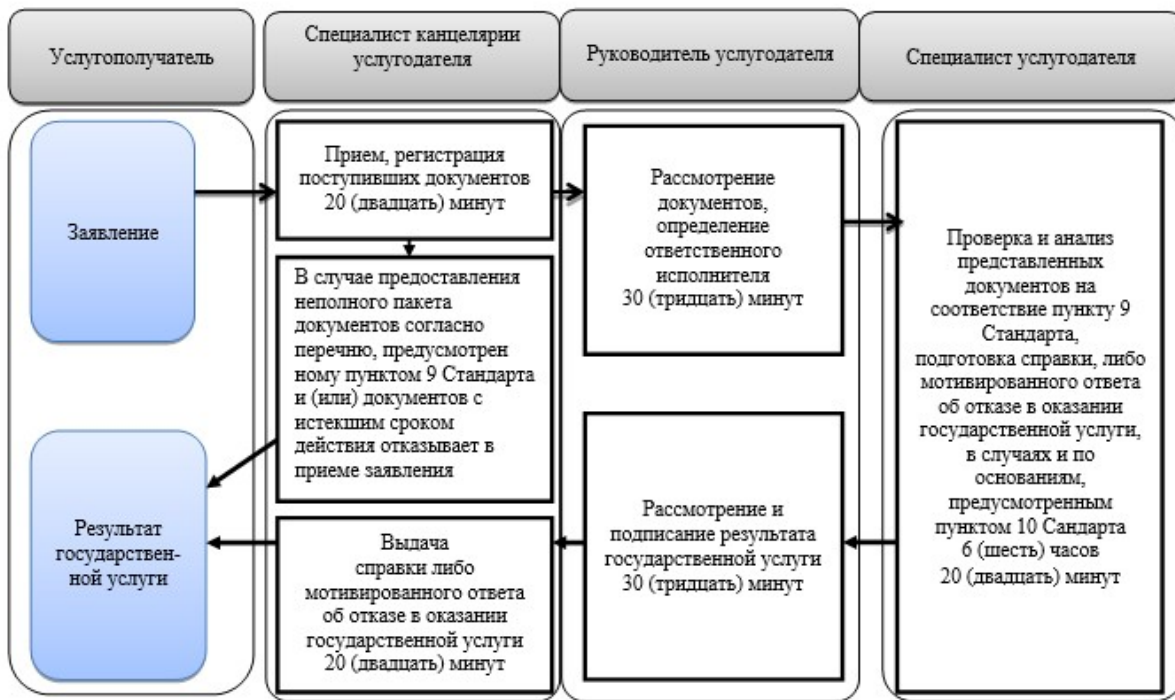 Услугополучатель
Специалист канцелярии
услугодателя
Руководитель услугодателя
Специалист услугодателя
Заявление
Прием, регистрация
поступивших документов
20 (двадцать) минут
В случае предоставления
неполного пакета
документов согласно
перечню, предусмотрен
ному пунктом 9 Стандарта
и (или) документов с
истекшим сроком
действия отказывает в
приеме заявления
Рассмотрение
документов,
определение
ответственного
исполнителя
30 (тридцать) минут
Проверка и анализ
представленных
документов на
соответствие пункту 9
Стандарта,
подготовка справки, либо
мотивированного ответа
об отказе в оказании
государственной услуги,
в случаях и по
основаниям,
предусмотренным
пунктом 10 Сандарта
6 (шесть) часов
20 (двадцать) минут
Рассмотрение и
подписание результата
государственной услуги
30 (тридцать) минут
Выдача
справки либо
мотивированного ответа
об отказе в оказании
государственной услуги
20 (двадцать) минут
Результат
государствен-
ной услуги